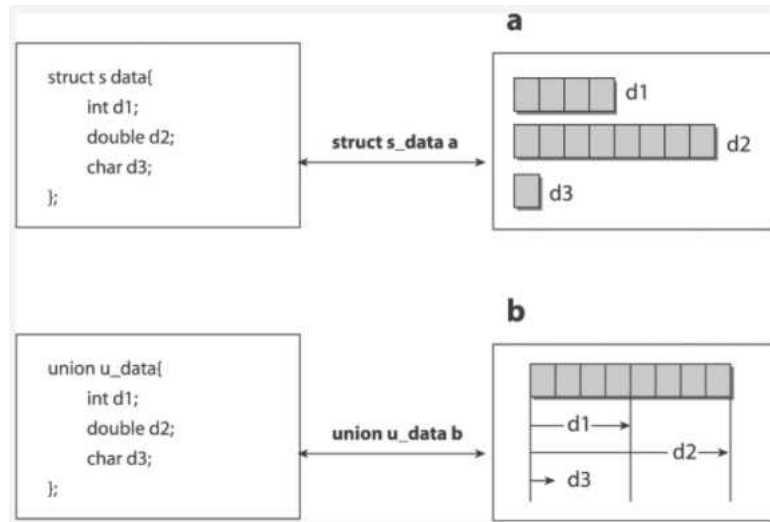 a
struct s data{
int d1;
double d2;
char d3;
};
struct s_data a
d1
d2
d3
b
union u_data{
int d1;
double d2;
char d3;
};
union u_data b
d1
d2
d3